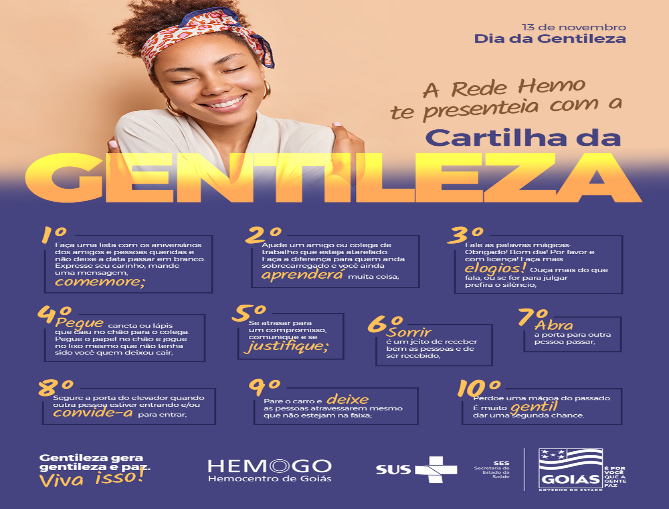 13 de novembro
Dia da Gentileza
A Rede Hemo
te presenteia com a
Cartilha da
GENTILEZA
1º
Faça uma lista com os aniversários
dos amigos e pessoas queridas e
não deixe a data passar em branco
Expresse seu carinho, mande
uma mensagem,
comemore;
2º
Ajude um amigo ou colega de
trabalho que esteja atarefado
Faça a diferença para quem anda
sobrecarregado e você ainda
aprenderá muita coisa,
3º
Fale as palavras mágicas-
Obrigado! Bom dia! Por favor e
com licença! Faça mais
elogios! Ouça mais do que
fala, ou se for para julgar
prefira o silêncio,
4º
Pegue caneta ou lápis
que caiu no chão para o colega.
Pegue o papel no chão e jogue
no lixo mesmo que não tenha
sido você quem deixou cair,
5º
Se atrasar para
um compromisso,
comunique e se
justifique;
6º
Sorrir
é um jeito de receber
bem as pessoas e de
ser recebido,
7º
Abra
a porta para outra
pessoa passar,
8º
Segure a porta do elevador quando
outra pessoa estiver entrando e/ou
convide-a para entrar,
9º
Pare o carro e deixe
as pessoas atravessarem mesmo
que não estejam na faixa;
10º
Perdoe uma mágoa do passado
É muito gentil
dar uma segunda chance.
Gentileza gera
gentileza e paz.
Viva isso!
HEMOGO
Hemocentro de Goiás
SUS
SES
Secretaria de
Estado da
Saúde
GOIÁS
GOVERNO DO ESTADO
É POR
VOCÊ
QUE A
GENTE
FAZ